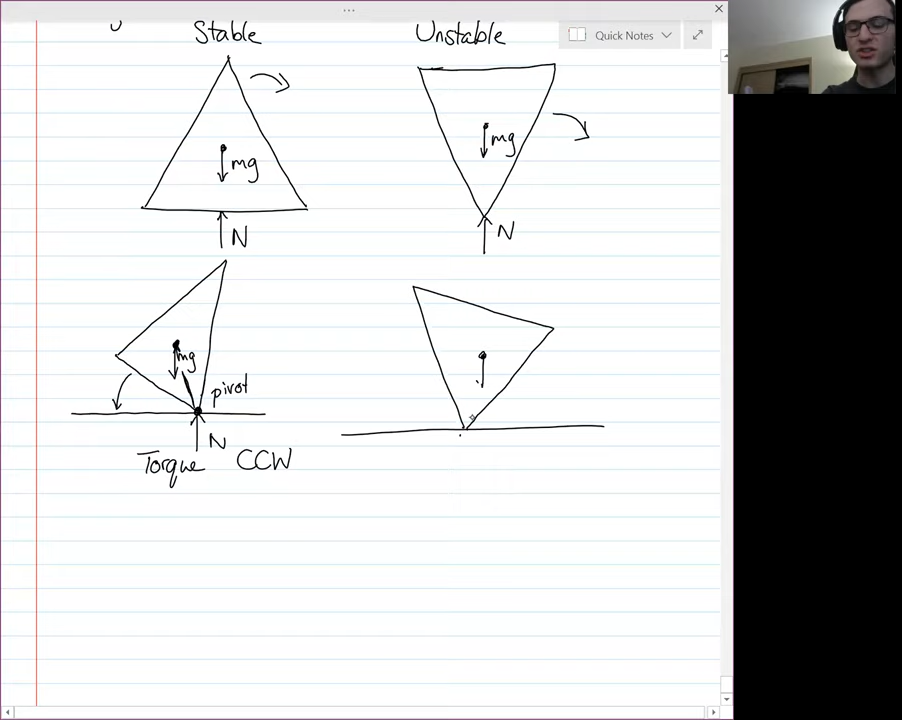 Stable
Unstable
Quick Notes
mg
mg
N
N
mg
pivot
N
Torque CCW